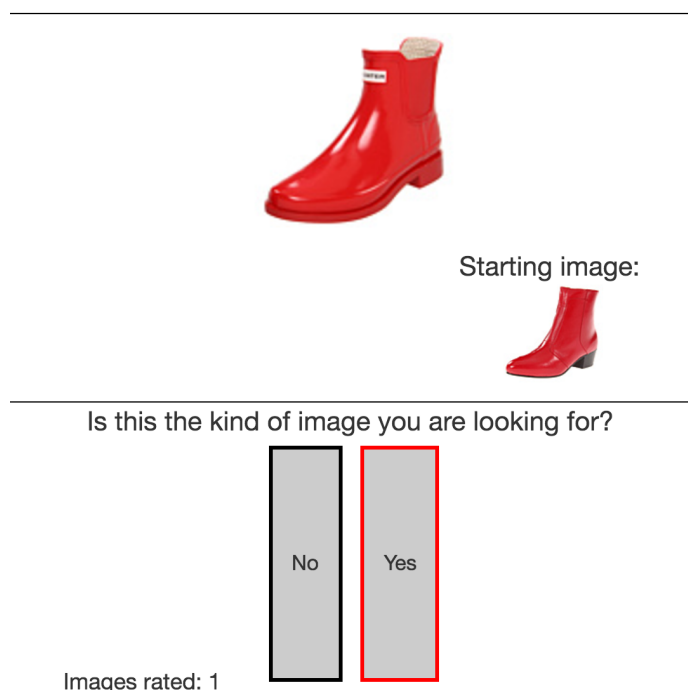 Starting image:
Is this the kind of image you are looking for?
No
Yes
Images rated: 1